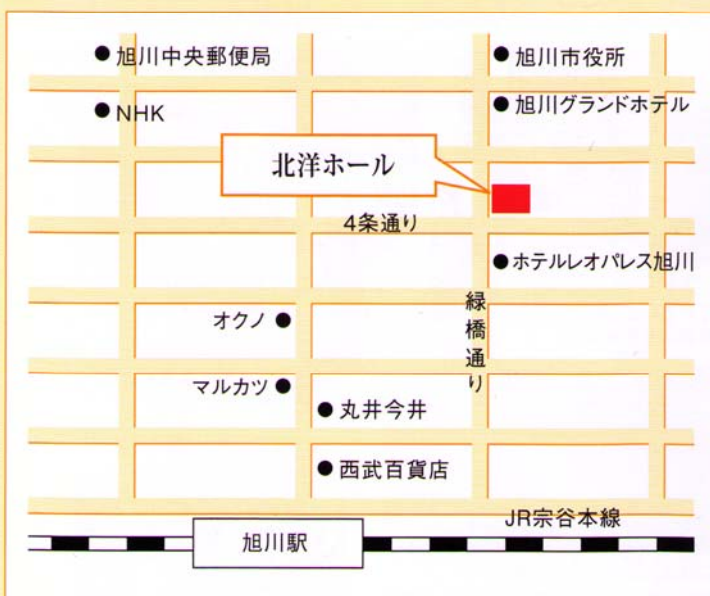 旭川中央郵便局
旭川市役所
NHK
旭川グランドホテル
北洋ホール
4条通り
ホテルレオパレス旭川
緑橋通り
オクノ
マルカツ
丸井今井
西武百貨店
JR宗谷本線
旭川駅